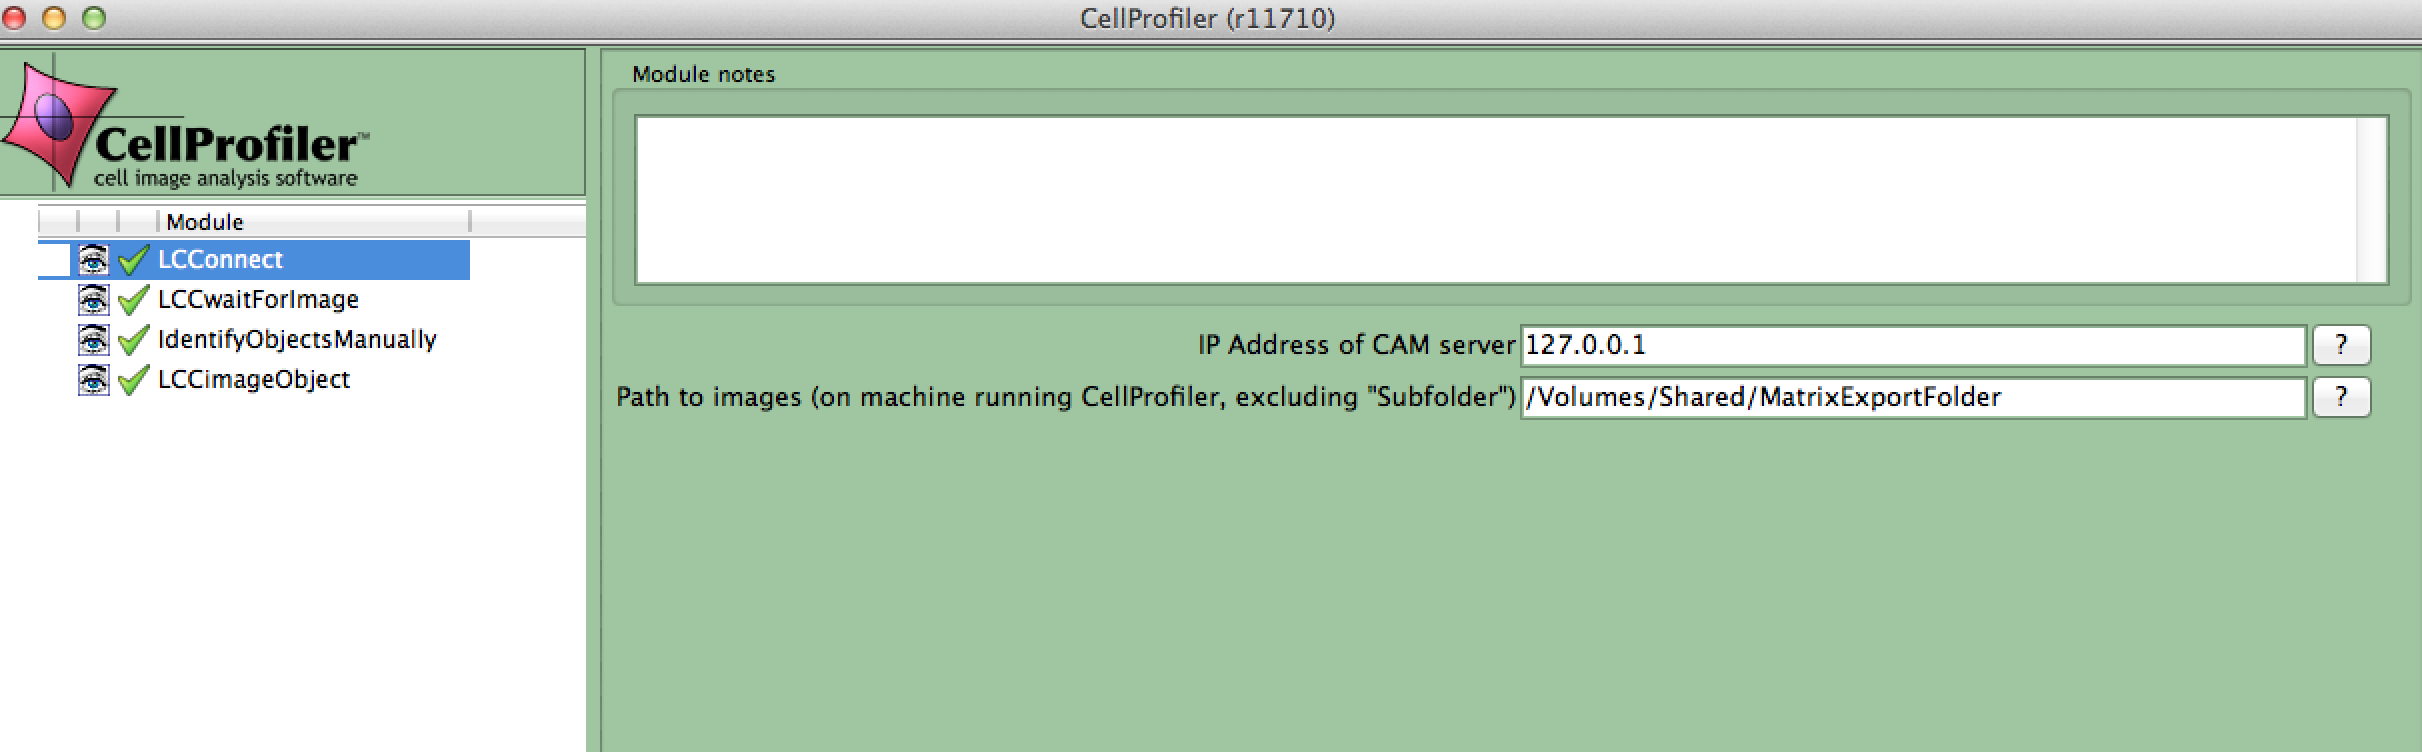 CellProfiler (r11710)
CellProfiler™
cell image analysis software
Module
LCConnect
LCCwaitForImage
IdentifyObjectsManually
LCCimageObject
Module notes
IP Address of CAM server 127.0.0.1 ?
Path to images (on machine running CellProfiler, excluding "Subfolder") /Volumes/Shared/MatrixExportFolder ?